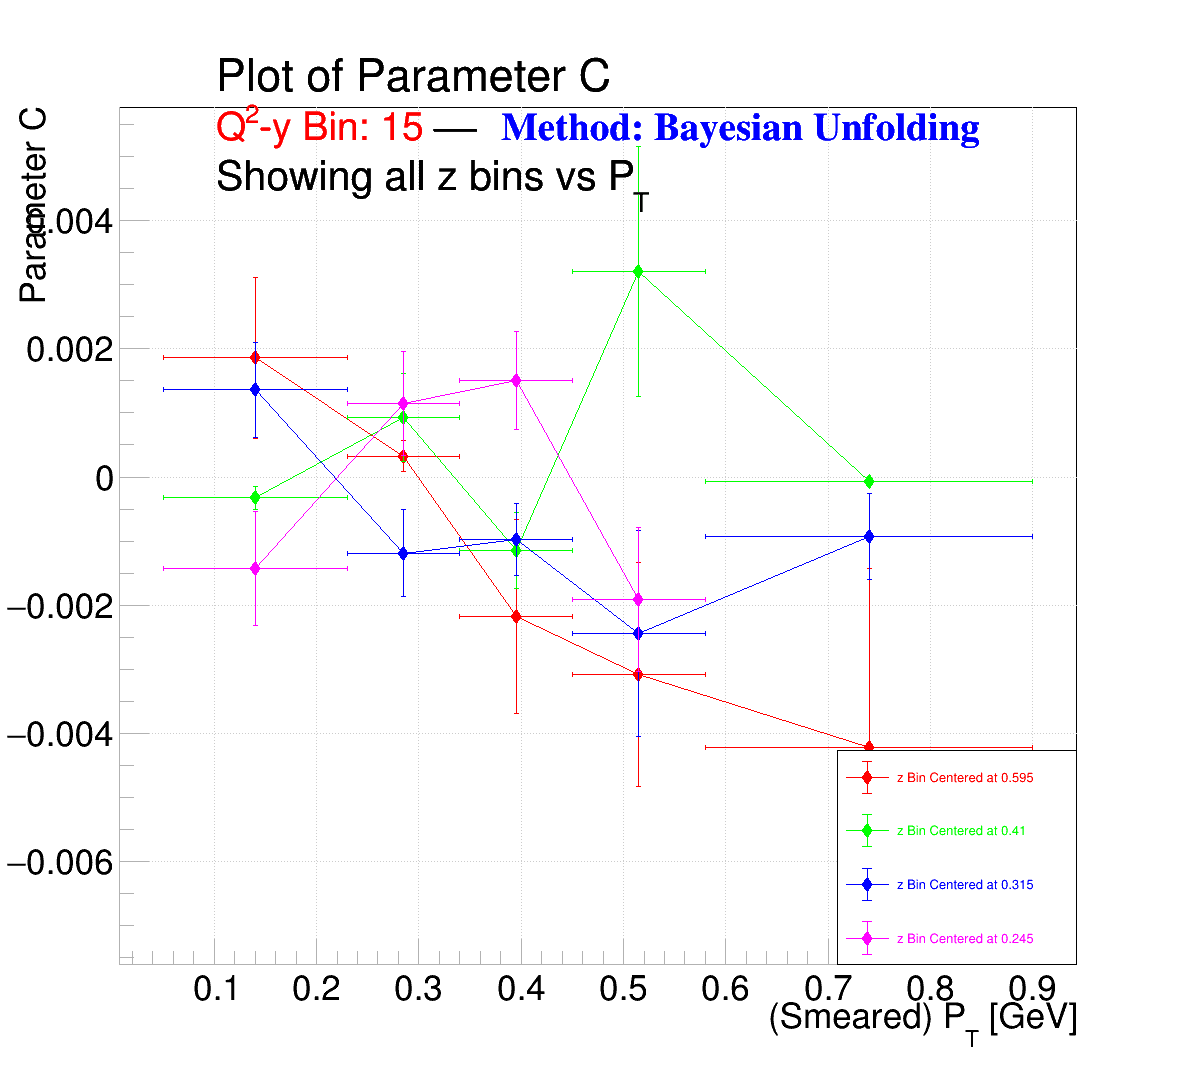 Plot of Parameter C
Q²-y Bin: 15 — Method: Bayesian Unfolding
Showing all z bins vs P_T
Parameter C
0.004
0.002
0
−0.002
−0.004
−0.006
z Bin Centered at 0.595
z Bin Centered at 0.41
z Bin Centered at 0.315
z Bin Centered at 0.245
0.1 0.2 0.3 0.4 0.5 0.6 0.7 0.8 0.9
(Smeared) P_T [GeV]